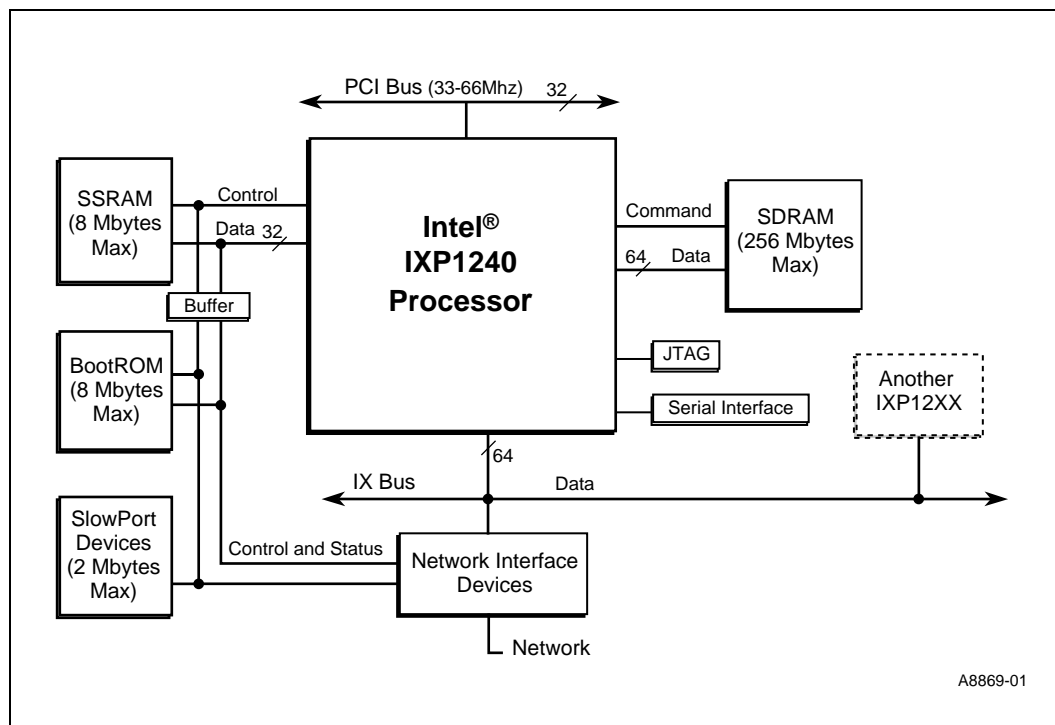 PCI Bus (33-66Mhz) 32
SSRAM
(8 Mbytes
Max)
Control
Data 32
Intel®
IXP1240
Processor
Command
64 Data
SDRAM
(256 Mbytes
Max)
Buffer
BootROM
(8 Mbytes
Max)
JTAG
Serial Interface
Another
IXP12XX
64
IX Bus
Data
SlowPort
Devices
(2 Mbytes
Max)
Control and Status
Network Interface
Devices
Network
A8869-01